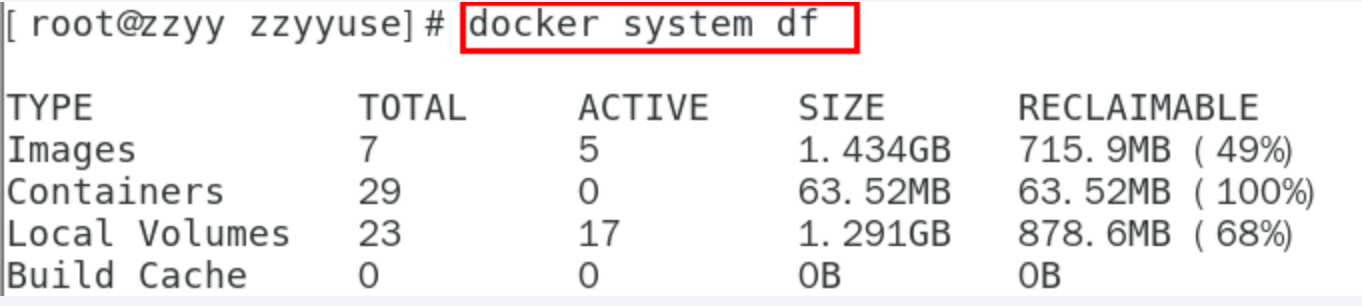 [root@zzyy zzyyuse]# docker system df
TYPE TOTAL ACTIVE SIZE RECLAIMABLE
Images 7 5 1.434GB 715.9MB (49%)
Containers 29 0 63.52MB 63.52MB (100%)
Local Volumes 23 17 1.291GB 878.6MB (68%)
Build Cache 0 0 0B 0B